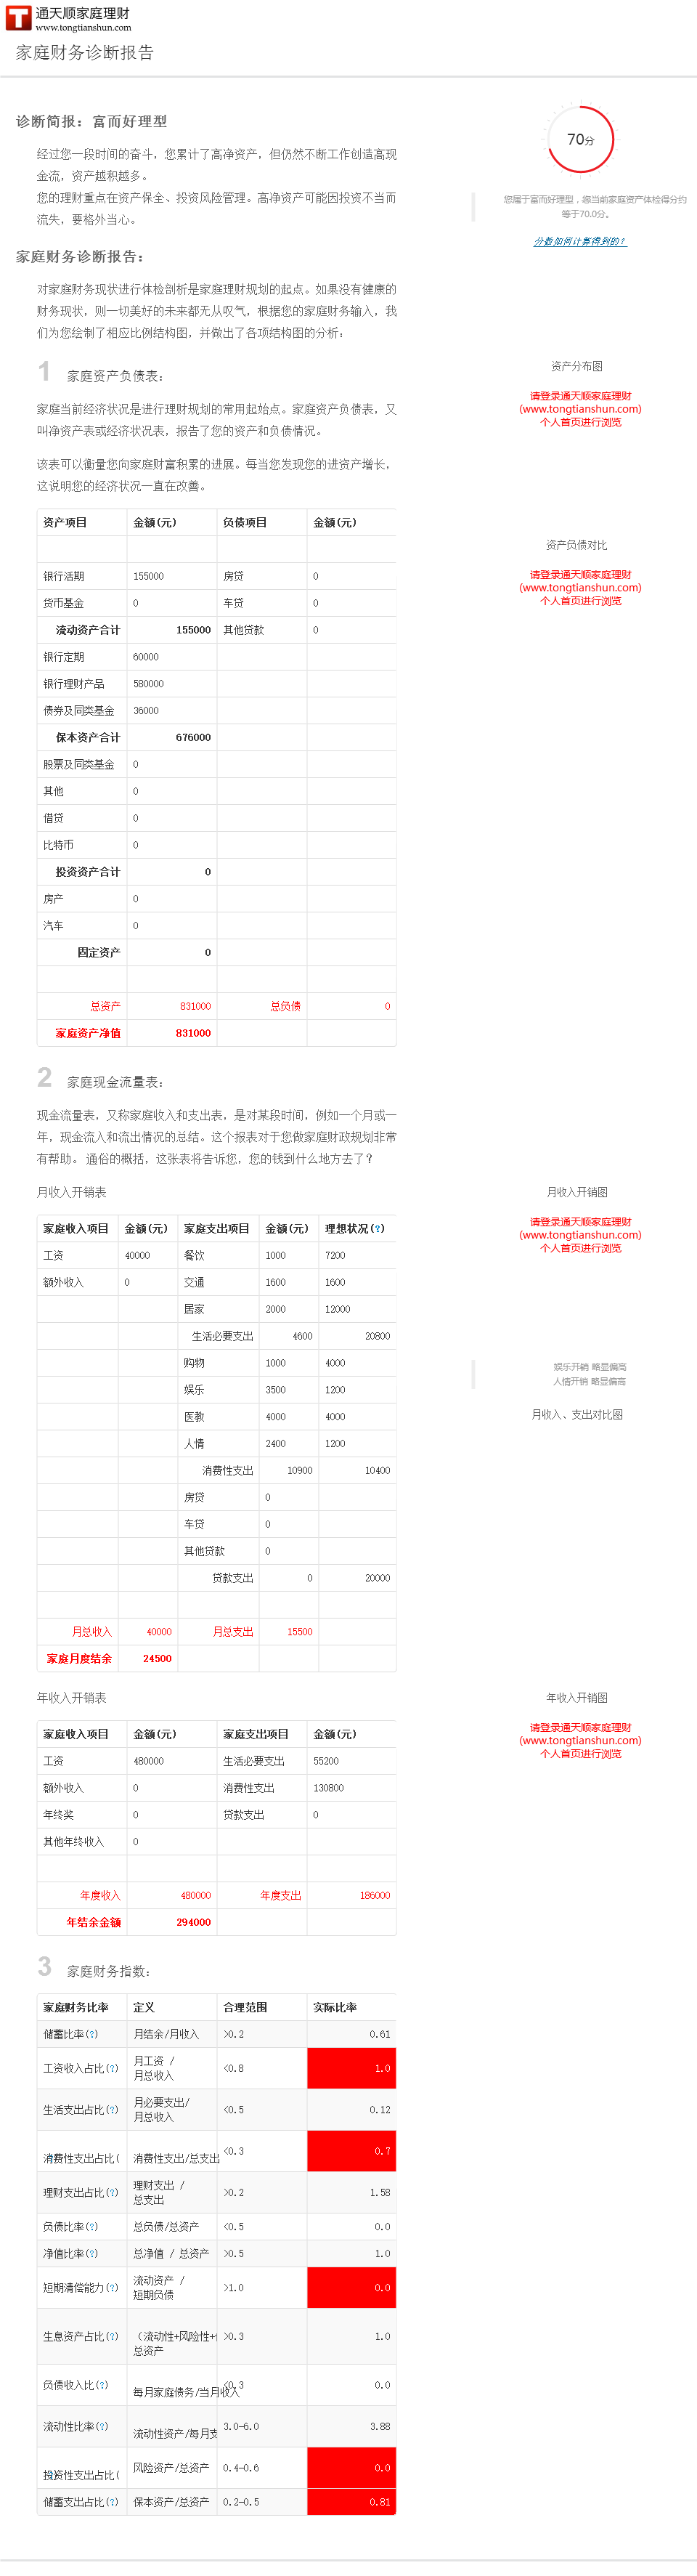 通天顺家庭理财
www.tongtianshun.com
家庭财务诊断报告
诊断简报：富而好理型
经过您一段时间的奋斗，您累计了高净资产，但仍然不断工作创造高现
金流，资产越积越多。
您的理财重点在资产保全、投资风险管理。高净资产可能因投资不当而
流失，要格外当心。
70分
您属于富而好理型，您当前家庭资产体检得分约
等于70.0分。
分数如何计算得到的？
家庭财务诊断报告：
对家庭财务现状进行体检剖析是家庭理财规划的起点。如果没有健康的
财务现状，则一切美好的未来都无从叹气，根据您的家庭财务输入，我
们为您绘制了相应比例结构图，并做出了各项结构图的分析：
1 家庭资产负债表：
家庭当前经济状况是进行理财规划的常用起始点。家庭资产负债表，又
叫净资产表或经济状况表，报告了您的资产和负债情况。
该表可以衡量您向家庭财富积累的进展。每当您发现您的进资产增长，
这说明您的经济状况一直在改善。
资产分布图
请登录通天顺家庭理财
(www.tongtianshun.com)
个人首页进行浏览
资产项目 金额(元) 负债项目 金额(元)
银行活期 155000 房贷 0
货币基金 0 车贷 0
流动资产合计 155000 其他贷款 0
银行定期 60000
银行理财产品 580000
债券及同类基金 36000
保本资产合计 676000
股票及同类基金 0
其他 0
借贷 0
比特币 0
投资资产合计 0
房产 0
汽车 0
固定资产 0
总资产 831000 总负债 0
家庭资产净值 831000
资产负债对比
请登录通天顺家庭理财
(www.tongtianshun.com)
个人首页进行浏览
2 家庭现金流量表：
现金流量表，又称家庭收入和支出表，是对某段时间，例如一个月或一
年，现金流入和流出情况的总结。这个报表对于您做家庭财政规划非常
有帮助。 通俗的概括，这张表将告诉您，您的钱到什么地方去了？
月收入开销表
家庭收入项目 金额(元) 家庭支出项目 金额(元) 理想状况(?)
工资 40000 餐饮 1000 7200
额外收入 0 交通 1600 1600
居家 2000 12000
生活必要支出 4600 20800
购物 1000 4000
娱乐 3500 1200
医教 4000 4000
人情 2400 1200
消费性支出 10900 10400
房贷 0
车贷 0
其他贷款 0
贷款支出 0 20000
月总收入 40000 月总支出 15500
家庭月度结余 24500
月收入开销图
请登录通天顺家庭理财
(www.tongtianshun.com)
个人首页进行浏览
娱乐开销 略显偏高
人情开销 略显偏高
月收入、支出对比图
年收入开销表
家庭收入项目 金额(元) 家庭支出项目 金额(元)
工资 480000 生活必要支出 55200
额外收入 0 消费性支出 130800
年终奖 0 贷款支出 0
其他年终收入 0
年度收入 480000 年度支出 186000
年结余金额 294000
年收入开销图
请登录通天顺家庭理财
(www.tongtianshun.com)
个人首页进行浏览
3 家庭财务指数：
家庭财务比率 定义 合理范围 实际比率
储蓄比率(?) 月结余/月收入 >0.2 0.61
工资收入占比(?) 月工资 /
月总收入 <0.8 1.0
生活支出占比(?) 月必要支出/
月总收入 <0.5 0.12
消费性支出占比( 消费性支出/总支出 <0.3 0.7
理财支出占比(?) 理财支出 /
总支出 >0.2 1.58
负债比率(?) 总负债/总资产 <0.5 0.0
净值比率(?) 总净值 / 总资产 >0.5 1.0
短期清偿能力(?) 流动资产 /
短期负债 >1.0 0.0
生息资产占比(?) （流动性+风险性+
总资产 >0.3 1.0
负债收入比(?) 每月家庭债务/当月收入 <0.3 0.0
流动性比率(?) 流动性资产/每月支 3.0-6.0 3.88
投资性支出占比( 风险资产/总资产 0.4-0.6 0.0
储蓄支出占比(?) 保本资产/总资产 0.2-0.5 0.81